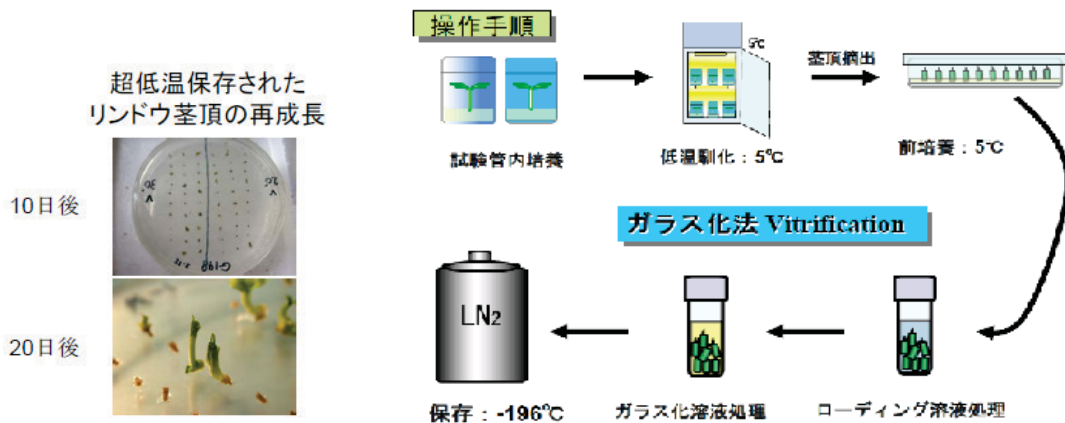 操作手順
5℃
茎頂摘出
試験管内培養
低温馴化：5℃
前培養：5℃
超低温保存された
リンドウ茎頂の再成長
10日後
20日後
ガラス化法 Vitrification
LN2
保存：-196℃
ガラス化溶液処理
ローディング溶液処理